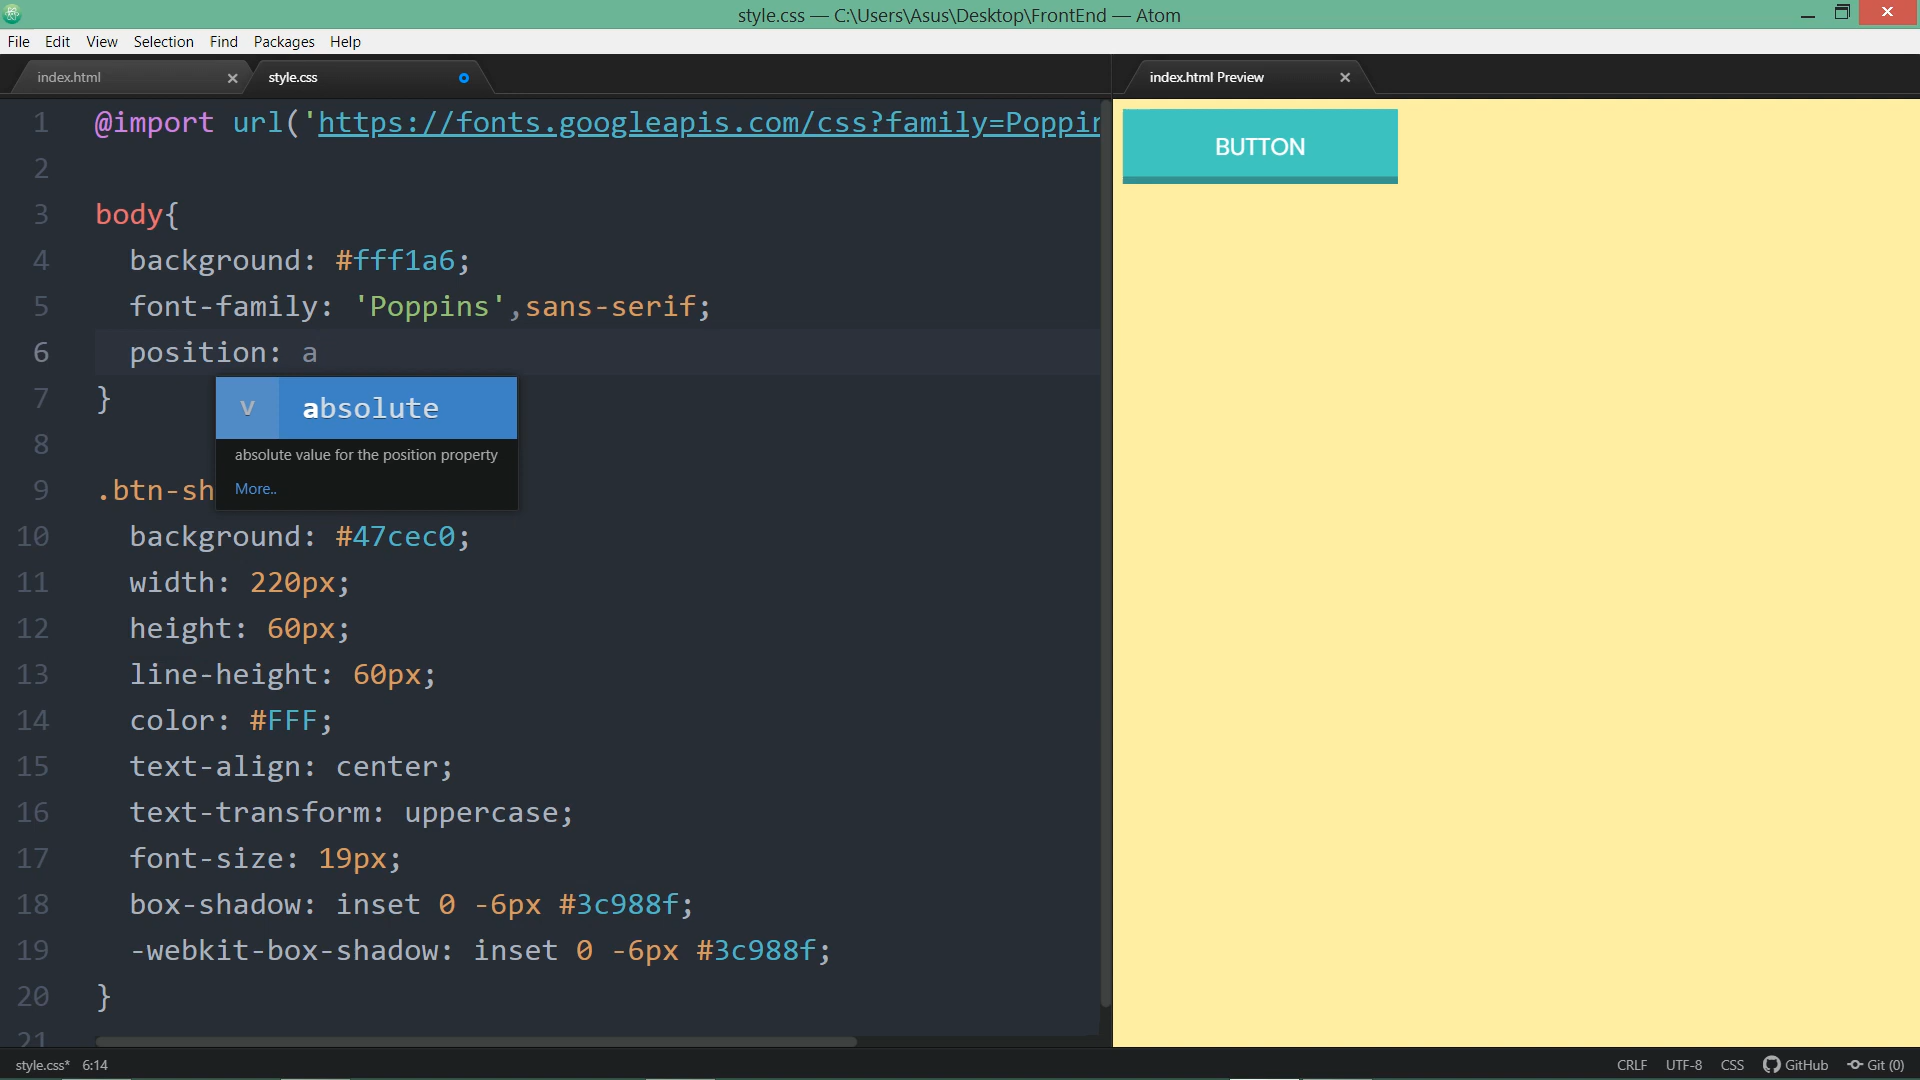 style.css — C:\Users\Asus\Desktop\FrontEnd — Atom
File Edit View Selection Find Packages Help
index.html
style.css
index.html Preview
1 @import url('https://fonts.googleapis.com/css?family=Poppin
2
3 body{
4 background: #fff1a6;
5 font-family: 'Poppins',sans-serif;
6 position: a
7 }
v absolute
8
absolute value for the position property
More..
9 .btn-sh
10 background: #47cec0;
11 width: 220px;
12 height: 60px;
13 line-height: 60px;
14 color: #FFF;
15 text-align: center;
16 text-transform: uppercase;
17 font-size: 19px;
18 box-shadow: inset 0 -6px #3c988f;
19 -webkit-box-shadow: inset 0 -6px #3c988f;
20 }
21
BUTTON
style.css* 6:14
CRLF UTF-8 CSS GitHub Git (0)